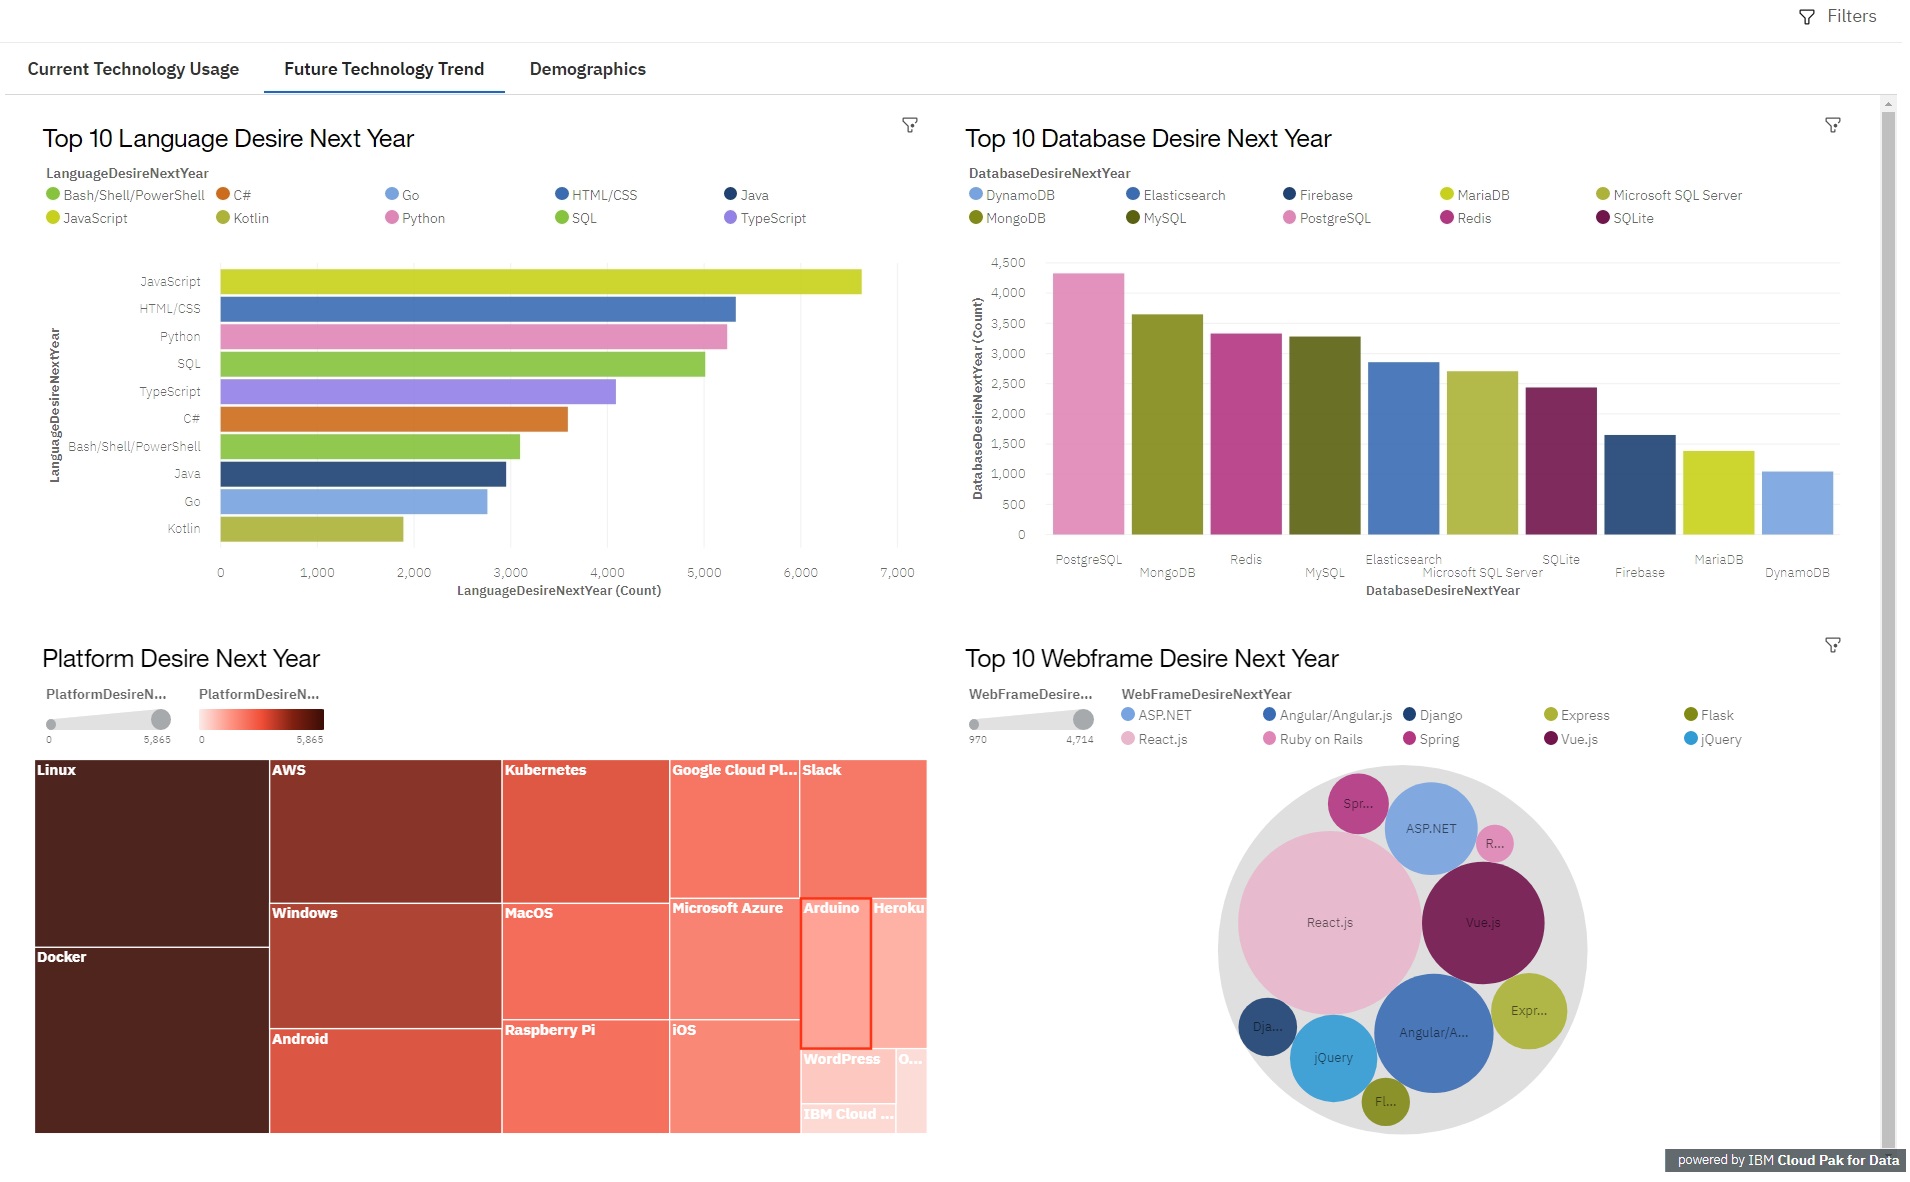 Filters
Current Technology Usage Future Technology Trend Demographics
Top 10 Language Desire Next Year
LanguageDesireNextYear
Bash/Shell/PowerShell C# Go HTML/CSS Java
JavaScript Kotlin Python SQL TypeScript
LanguageDesireNextYear
JavaScript
HTML/CSS
Python
SQL
TypeScript
C#
Bash/Shell/PowerShell
Java
Go
Kotlin
0 1,000 2,000 3,000 4,000 5,000 6,000 7,000
LanguageDesireNextYear (Count)
Top 10 Database Desire Next Year
DatabaseDesireNextYear
DynamoDB Elasticsearch Firebase MariaDB Microsoft SQL Server
MongoDB MySQL PostgreSQL Redis SQLite
DatabaseDesireNextYear (Count)
4,500
4,000
3,500
3,000
2,500
2,000
1,500
1,000
500
0
PostgreSQL Redis Elasticsearch SQLite MariaDB
MongoDB MySQL Microsoft SQL Server Firebase DynamoDB
DatabaseDesireNextYear
Platform Desire Next Year
PlatformDesireN... PlatformDesireN...
0 5,865 0 5,865
Linux AWS Kubernetes Google Cloud Pl... Slack
Windows MacOS Microsoft Azure Arduino Heroku
Docker
Android Raspberry Pi iOS
WordPress O...
IBM Cloud ...
Top 10 Webframe Desire Next Year
WebFrameDesire... WebFrameDesireNextYear
ASP.NET Angular/Angular.js Django Express Flask
React.js Ruby on Rails Spring Vue.js jQuery
970 4,714
Spr...
ASP.NET
R...
React.js
Vue.js
Expr...
Dja...
Angular/A...
jQuery
Fl...
powered by IBM Cloud Pak for Data